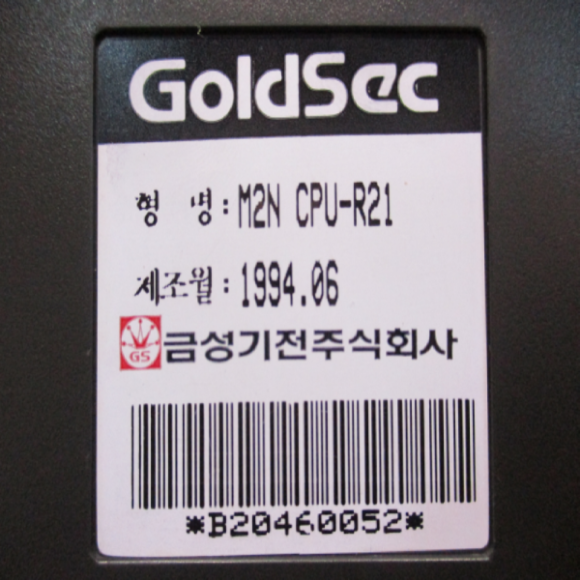 GoldSec
형 명: M2N CPU-R21
제조월: 1994.06
GS 금성기전주식회사
*B20460052*